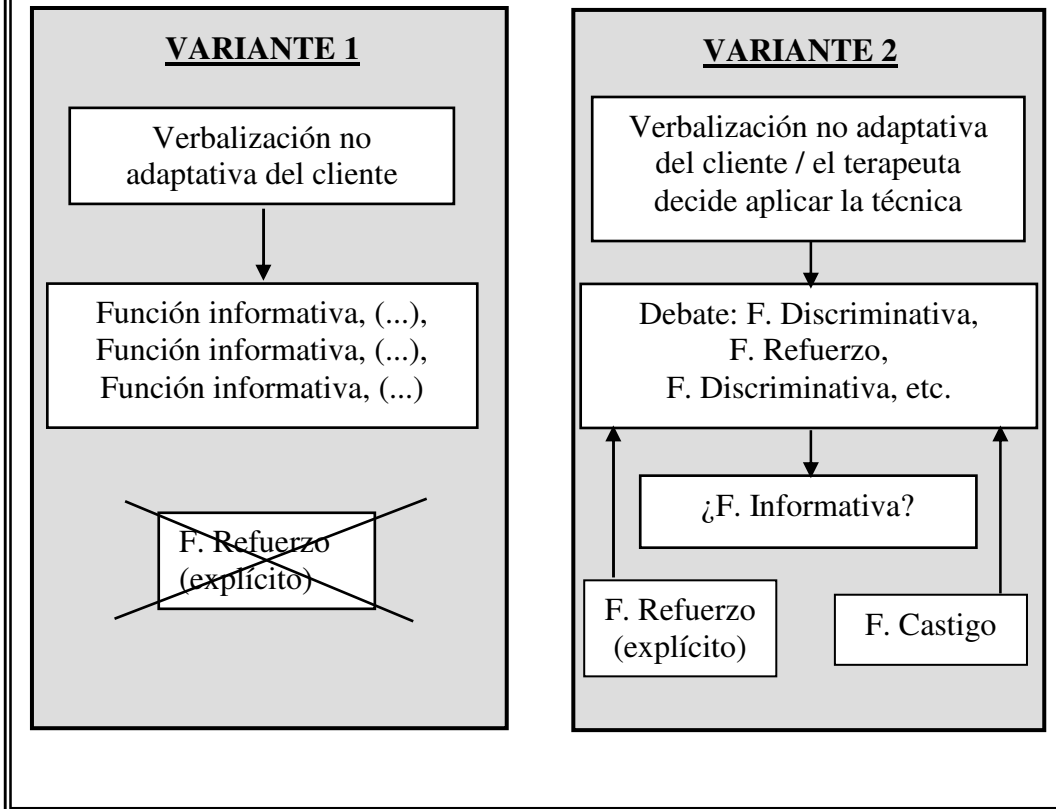 VARIANTE 1
Verbalización no
adaptativa del cliente
Función informativa, (...),
Función informativa, (...),
Función informativa, (...)
F. Refuerzo
(explícito)
VARIANTE 2
Verbalización no adaptativa
del cliente / el terapeuta
decide aplicar la técnica
Debate: F. Discriminativa,
F. Refuerzo,
F. Discriminativa, etc.
¿F. Informativa?
F. Refuerzo
(explícito)
F. Castigo